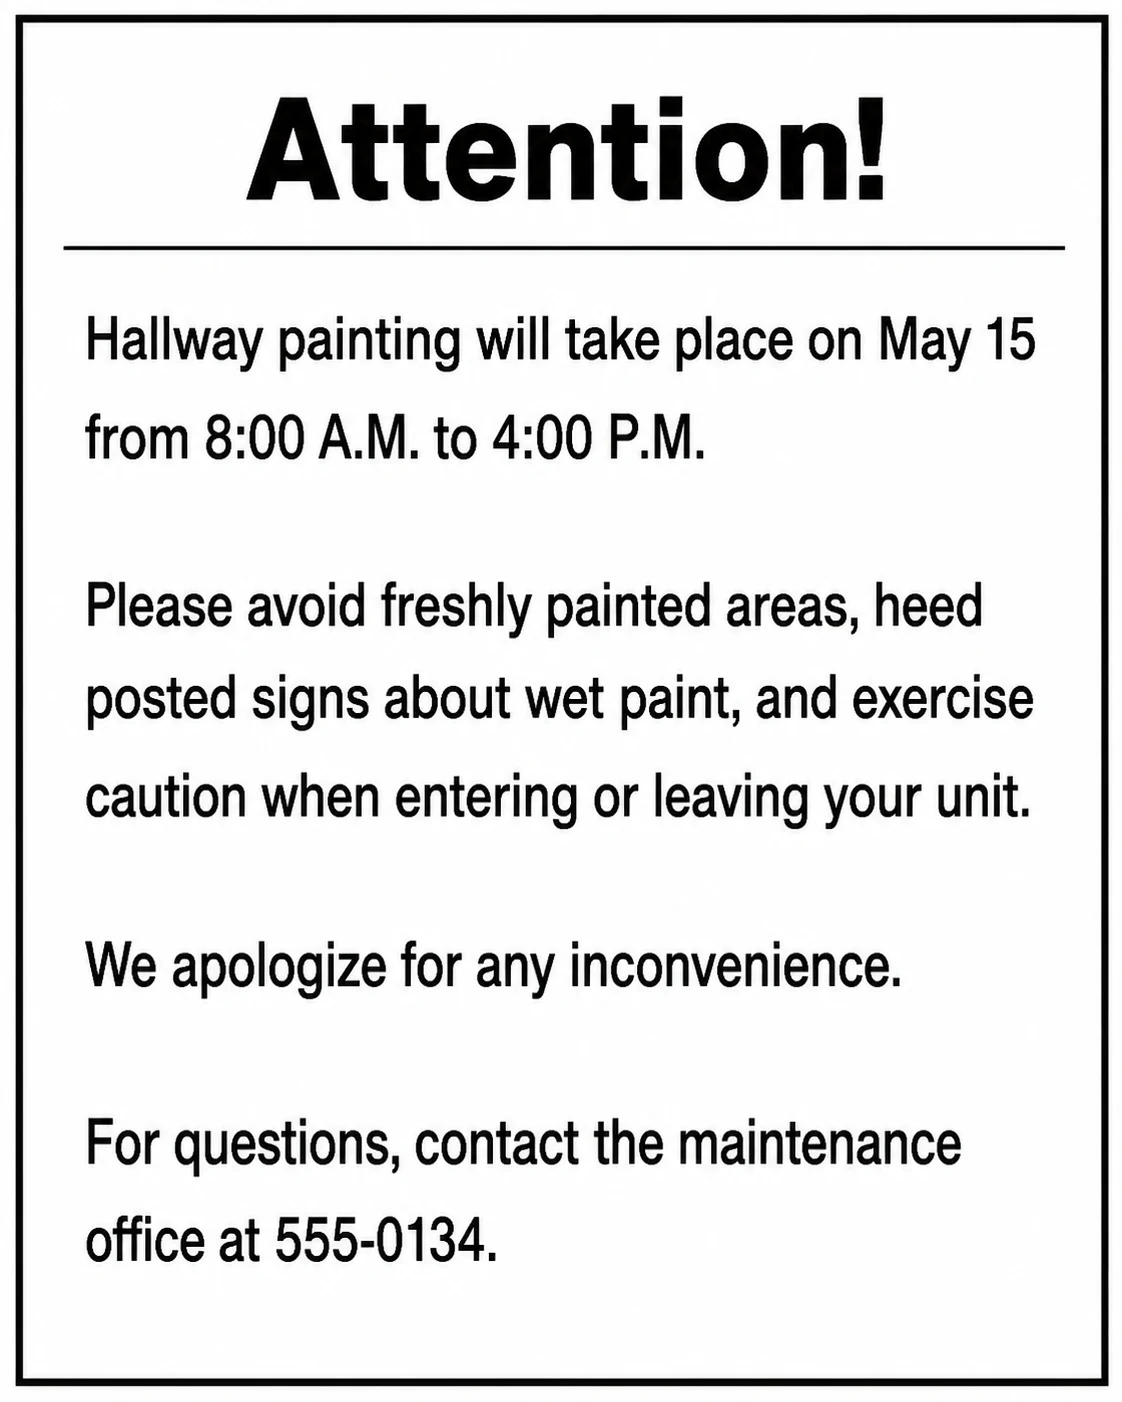 Attention!
Hallway painting will take place on May 15
from 8:00 A.M. to 4:00 P.M.
Please avoid freshly painted areas, heed
posted signs about wet paint, and exercise
caution when entering or leaving your unit.
We apologize for any inconvenience.
For questions, contact the maintenance
office at 555-0134.